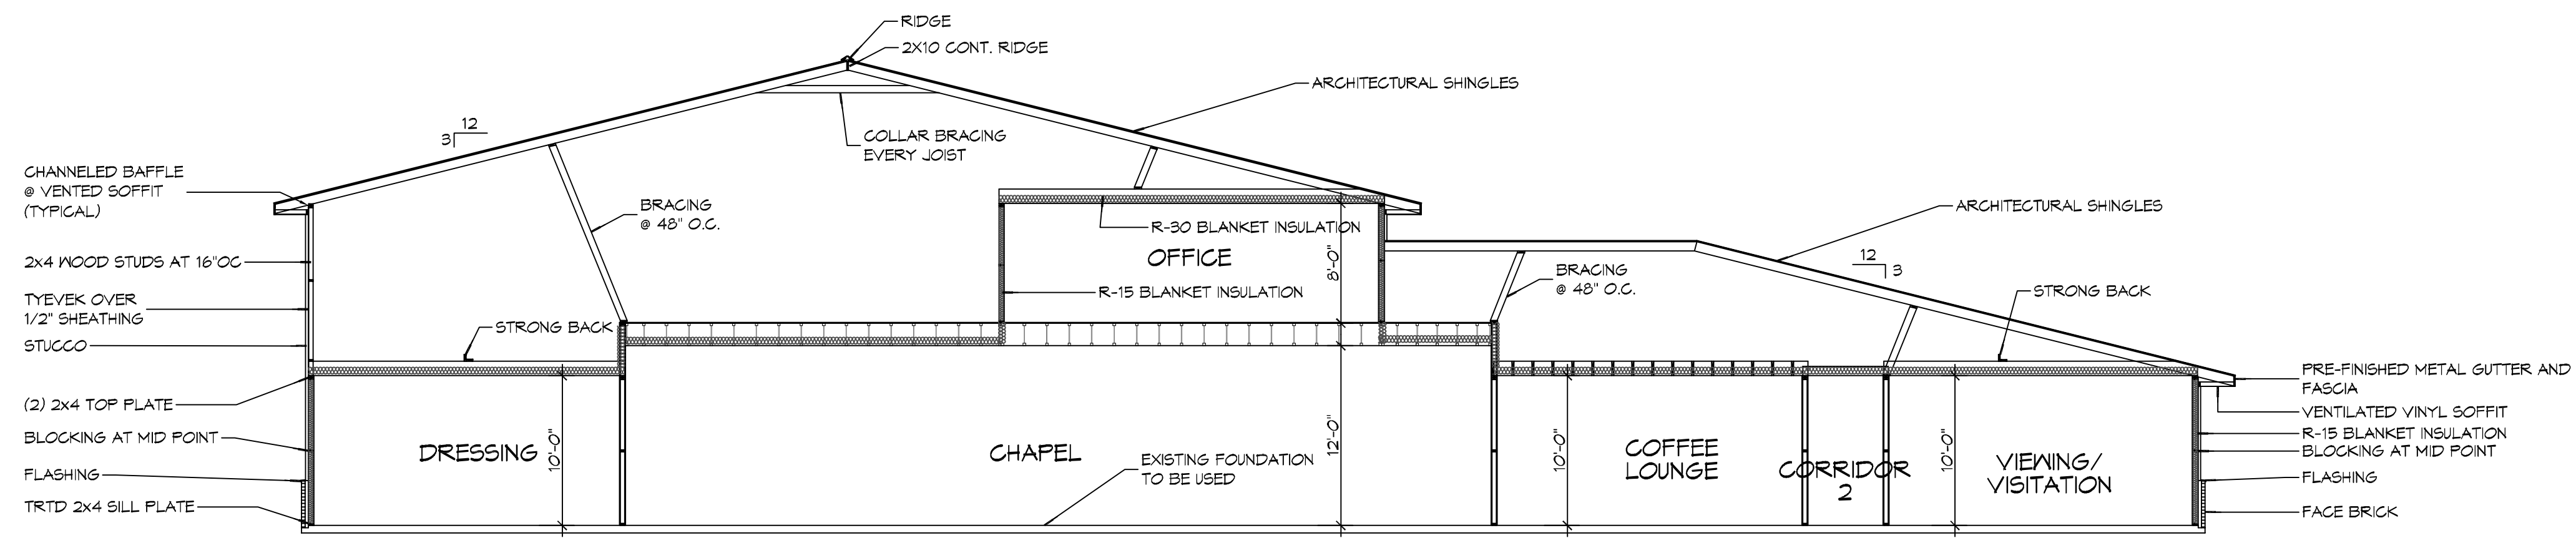 RIDGE
2X10 CONT. RIDGE
ARCHITECTURAL SHINGLES
12
3
COLLAR BRACING
EVERY JOIST
CHANNELED BAFFLE
@ VENTED SOFFIT
(TYPICAL)
BRACING
@ 48" O.C.
R-30 BLANKET INSULATION
OFFICE
8'-0"
R-15 BLANKET INSULATION
ARCHITECTURAL SHINGLES
12
3
BRACING
@ 48" O.C.
STRONG BACK
2x4 WOOD STUDS AT 16"OC
TYEVEK OVER
1/2" SHEATHING
STUCCO
STRONG BACK
(2) 2x4 TOP PLATE
BLOCKING AT MID POINT
FLASHING
TRTD 2x4 SILL PLATE
DRESSING
10'-0"
CHAPEL
EXISTING FOUNDATION
TO BE USED
12'-0"
10'-0"
COFFEE
LOUNGE
CORRIDOR
2
10'-0"
VIEWING/
VISITATION
PRE-FINISHED METAL GUTTER AND
FASCIA
VENTILATED VINYL SOFFIT
R-15 BLANKET INSULATION
BLOCKING AT MID POINT
FLASHING
FACE BRICK